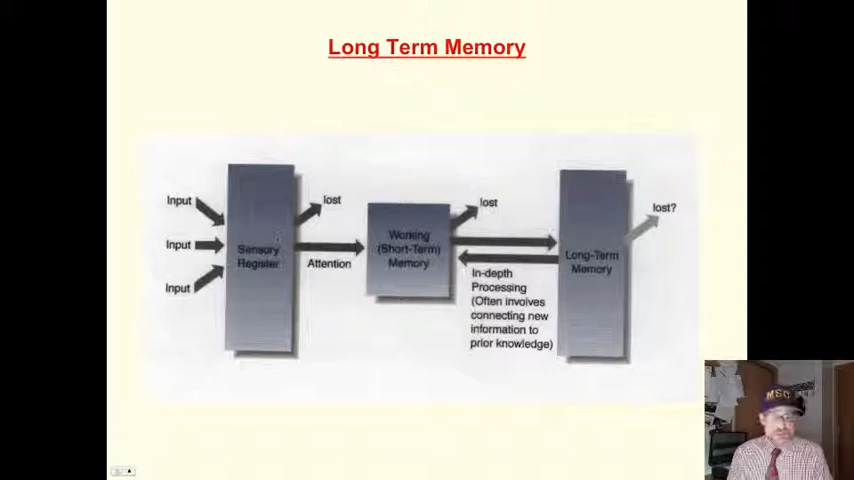 Long Term Memory
Input
Input
Input
Sensory
Register
lost
Attention
Working
(Short-Term)
Memory
lost
In-depth
Processing
(Often involves
connecting new
information to
prior knowledge)
Long-Term
Memory
lost?
MSU